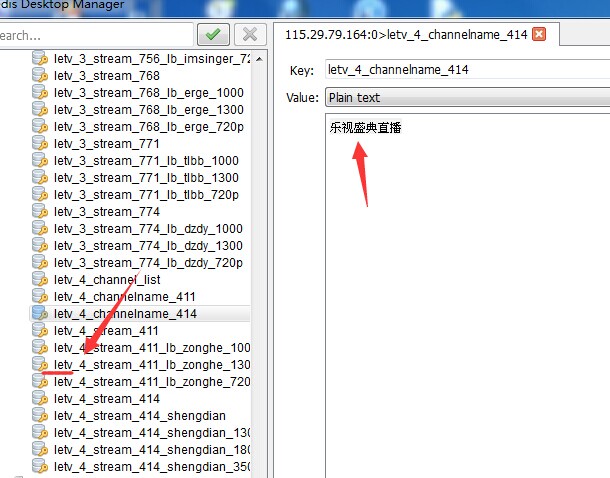 edis Desktop Manager
earch...
115.29.79.164:0>letv_4_channelname_414
letv_3_stream_756_lb_imsinger_72
letv_3_stream_768
letv_3_stream_768_lb_erge_1000
letv_3_stream_768_lb_erge_1300
letv_3_stream_768_lb_erge_720p
letv_3_stream_771
letv_3_stream_771_lb_tlbb_1000
letv_3_stream_771_lb_tlbb_1300
letv_3_stream_771_lb_tlbb_720p
letv_3_stream_774
letv_3_stream_774_lb_dzdy_1000
letv_3_stream_774_lb_dzdy_1300
letv_3_stream_774_lb_dzdy_720p
letv_4_channel_list
letv_4_channelname_411
letv_4_channelname_414
letv_4_stream_411
letv_4_stream_411_lb_zonghe_100
letv_4_stream_411_lb_zonghe_130
letv_4_stream_411_lb_zonghe_720
letv_4_stream_414
letv_4_stream_414_shengdian
letv_4_stream_414_shengdian_130
letv_4_stream_414_shengdian_180
letv_4_stream_414_shengdian_350
Key: letv_4_channelname_414
Value: Plain text
乐视盛典直播